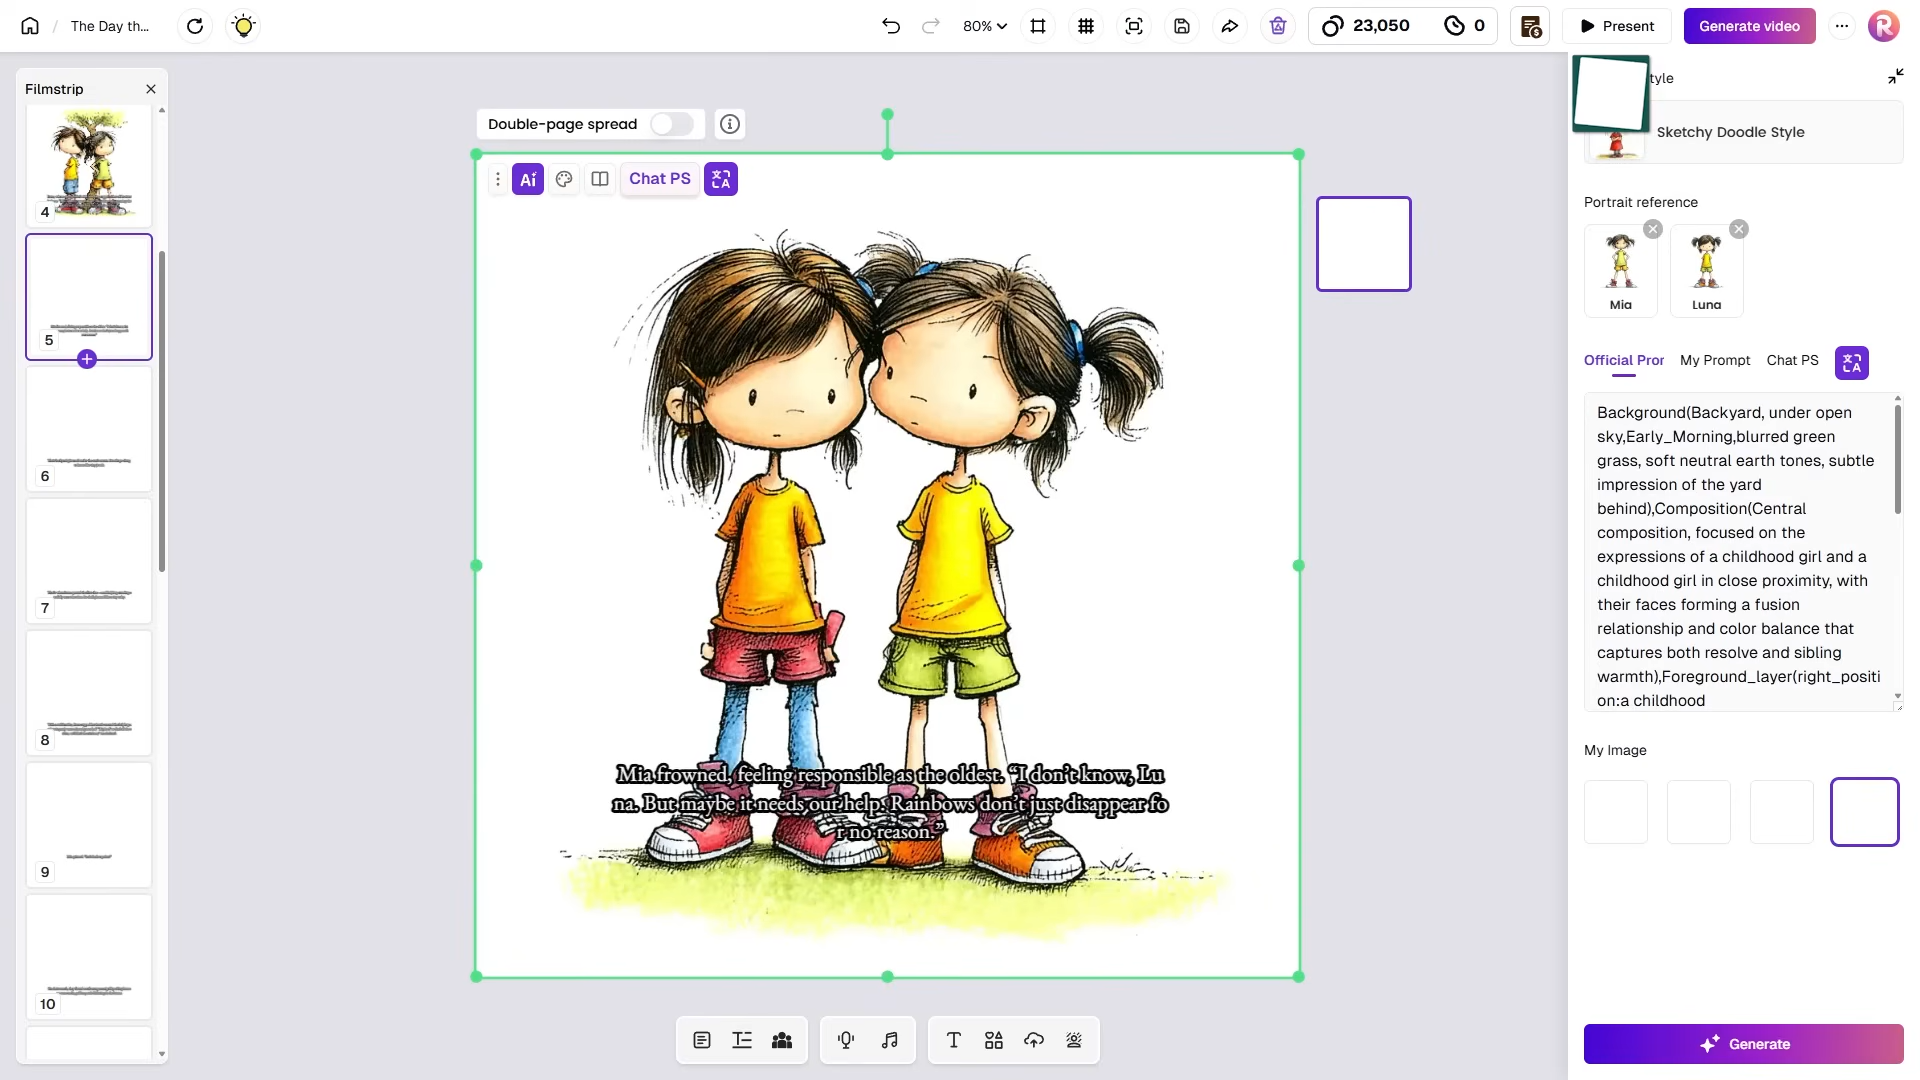 The Day th...
80%
23,050
0
Present
Generate video
Filmstrip
4
5
6
7
8
9
10
Double-page spread
Ai
Chat PS
Mia frowned, feeling responsible as the oldest. “I don’t know, Lu
na. But maybe it needs our help. Rainbows don’t just disappear fo
r no reason.”
tyle
Sketchy Doodle Style
Portrait reference
Mia
Luna
Official Pror
My Prompt
Chat PS
Background(Backyard, under open
sky,Early_Morning,blurred green
grass, soft neutral earth tones, subtle
impression of the yard
behind),Composition(Central
composition, focused on the
expressions of a childhood girl and a
childhood girl in close proximity, with
their faces forming a fusion
relationship and color balance that
captures both resolve and sibling
warmth),Foreground_layer(right_positi
on:a childhood
My Image
Generate